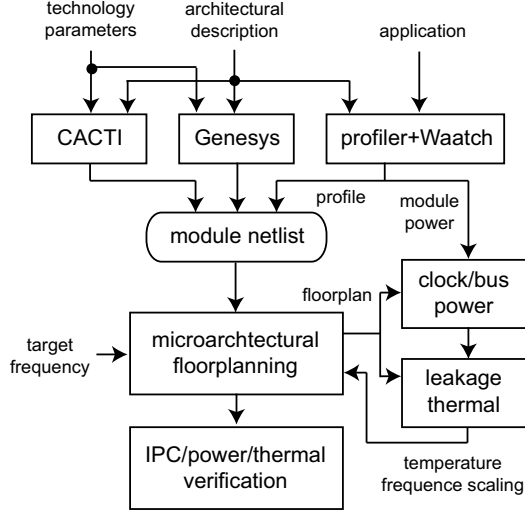 technology
parameters
architectural
description
application
CACTI
Genesys
profiler+Waatch
profile
module
power
module netlist
floorplan
clock/bus
power
target
frequency
microarchtectural
floorplanning
leakage
thermal
IPC/power/thermal
verification
temperature
frequence scaling